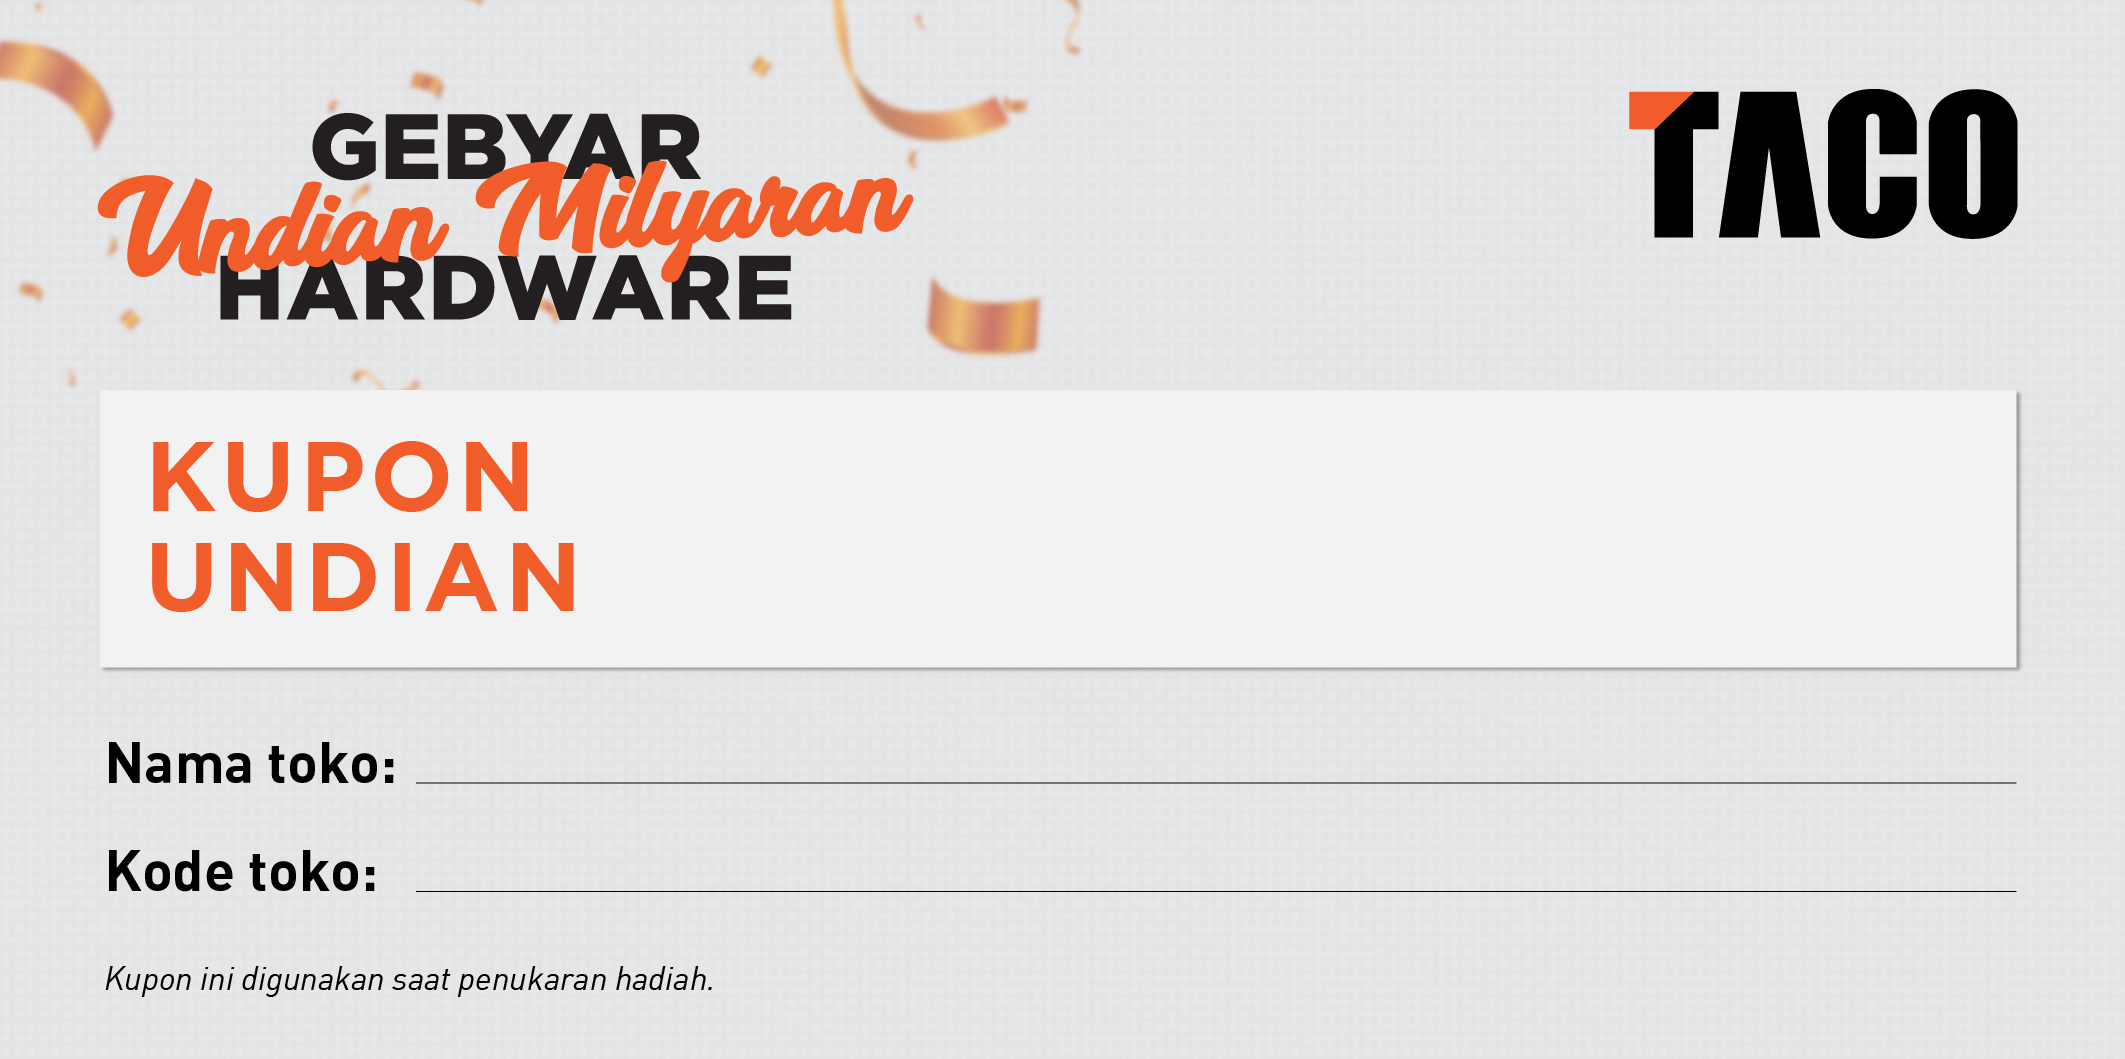 GEBYAR
Undian Milyaran
HARDWARE
TACO
KUPON
UNDIAN
Nama toko:
Kode toko:
Kupon ini digunakan saat penukaran hadiah.